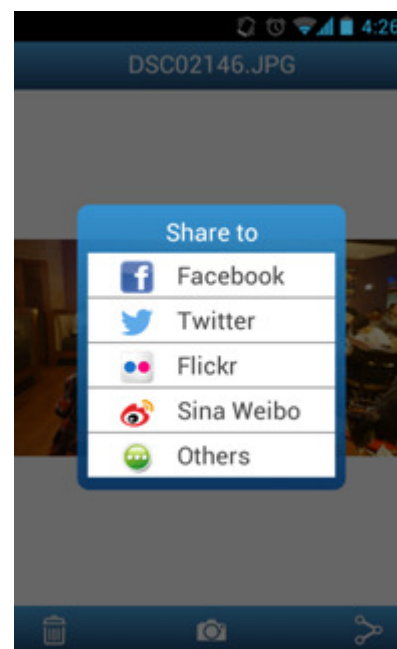 4:26
DSC02146.JPG
Share to
Facebook
Twitter
Flickr
Sina Weibo
Others